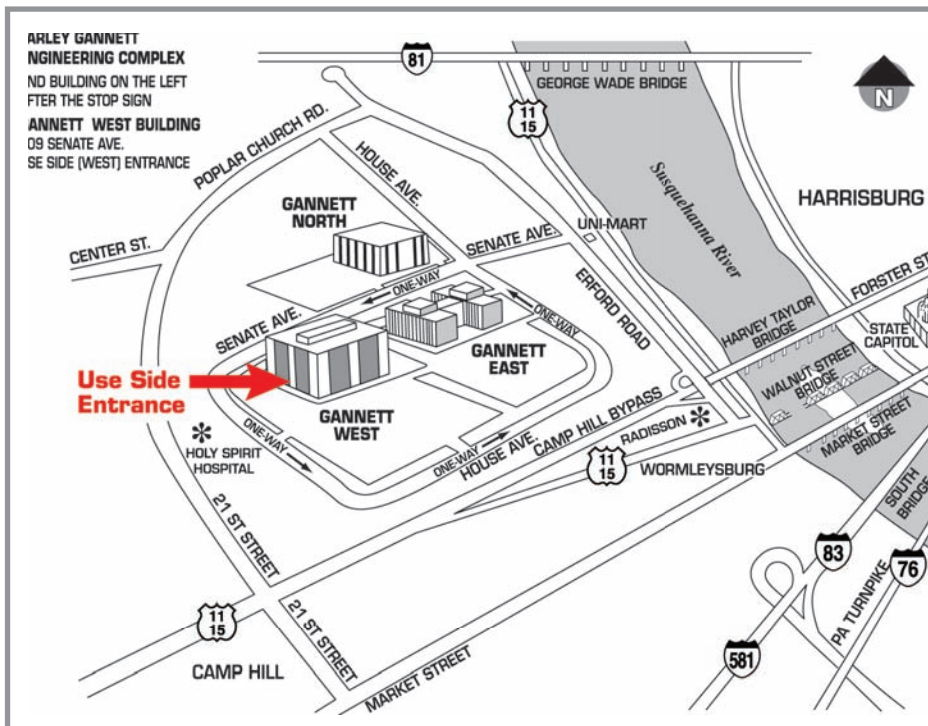 ARLEY GANNETT
NGINEERING COMPLEX
ND BUILDING ON THE LEFT
FTER THE STOP SIGN
ANNETT WEST BUILDING
09 SENATE AVE.
SE SIDE (WEST) ENTRANCE
81
GEORGE WADE BRIDGE
N
11
15
POPLAR CHURCH RD.
HOUSE AVE.
Susquehanna River
HARRISBURG
GANNETT
NORTH
UNI-MART
SENATE AVE.
CENTER ST.
ONE-WAY
ERFORD ROAD
FORSTER ST
SENATE AVE.
ONE-WAY
HARVEY TAYLOR
BRIDGE
STATE
CAPITOL
GANNETT
EAST
WALNUT STREET
BRIDGE
Use Side
Entrance
GANNETT
WEST
CAMP HILL BYPASS
RADISSON
MARKET STREET
BRIDGE
HOLY SPIRIT
HOSPITAL
ONE-WAY
ONE-WAY
HOUSE AVE.
11
15
WORMLEYSBURG
SOUTH
BRIDGE
21 ST STREET
83
76
PA TURNPIKE
11
15
21 ST STREET
581
CAMP HILL
MARKET STREET